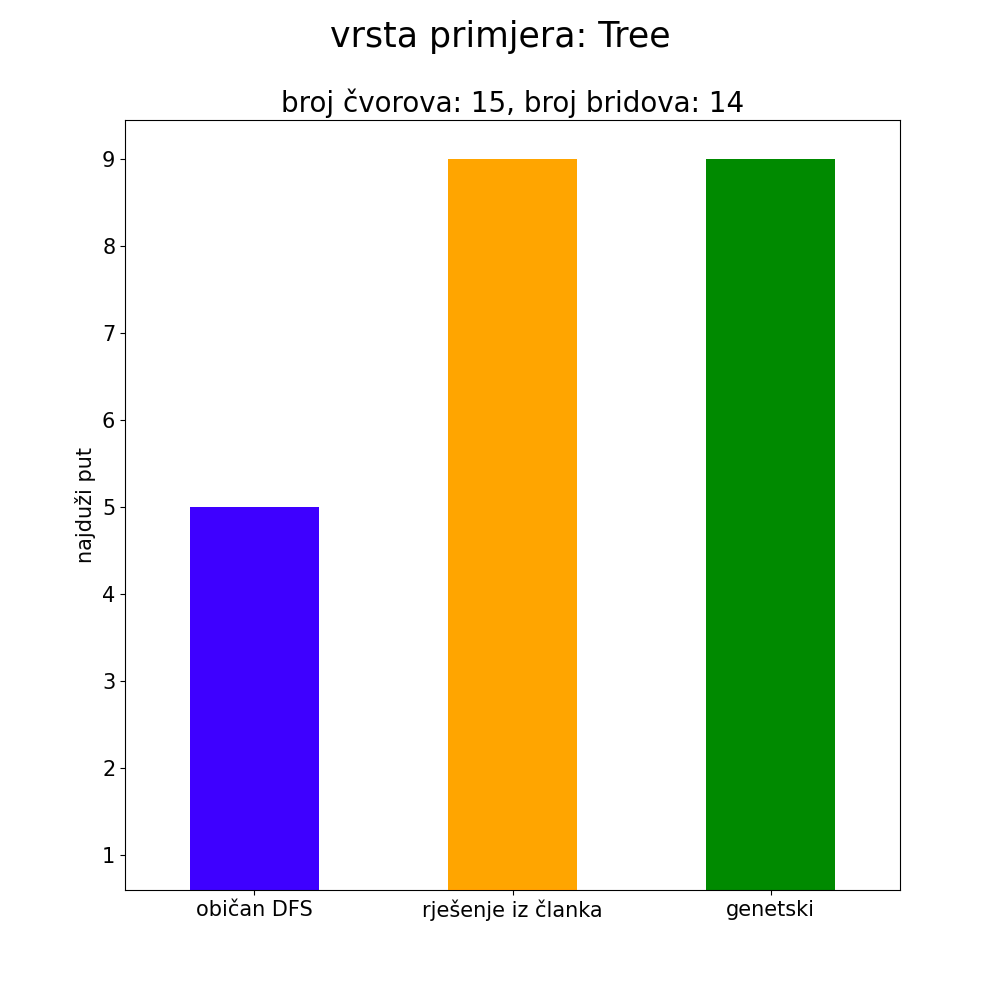 vrsta primjera: Tree
broj čvorova: 15, broj bridova: 14
najduži put
9
8
7
6
5
4
3
2
1
običan DFS
rješenje iz članka
genetski